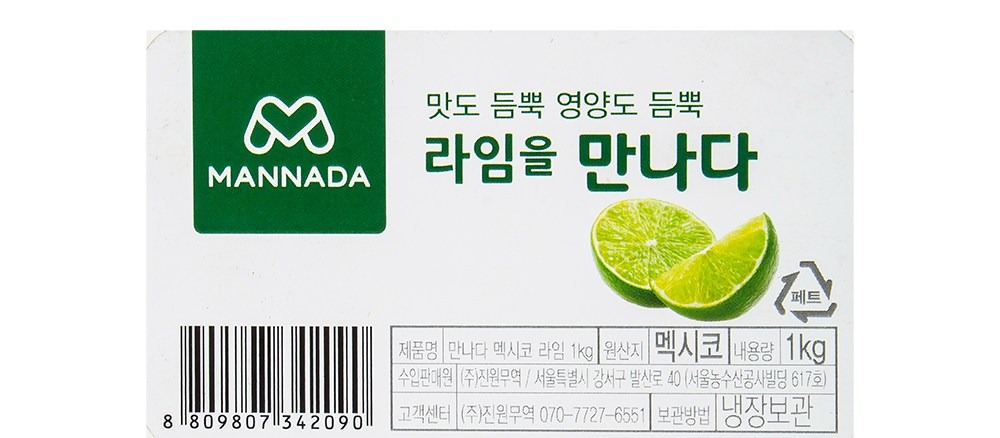 MANNADA
맛도 듬뿍 영양도 듬뿍
라임을 만나다
페트
제품명 만나다 멕시코 라임 1kg 원산지 멕시코 내용량 1kg
수입판매원 (주)진원무역 / 서울특별시 강서구 발산로 40 (서울농수산공사빌딩 617호)
고객센터 (주)진원무역 070-7727-6551 보관방법 냉장보관
8 809807 342090